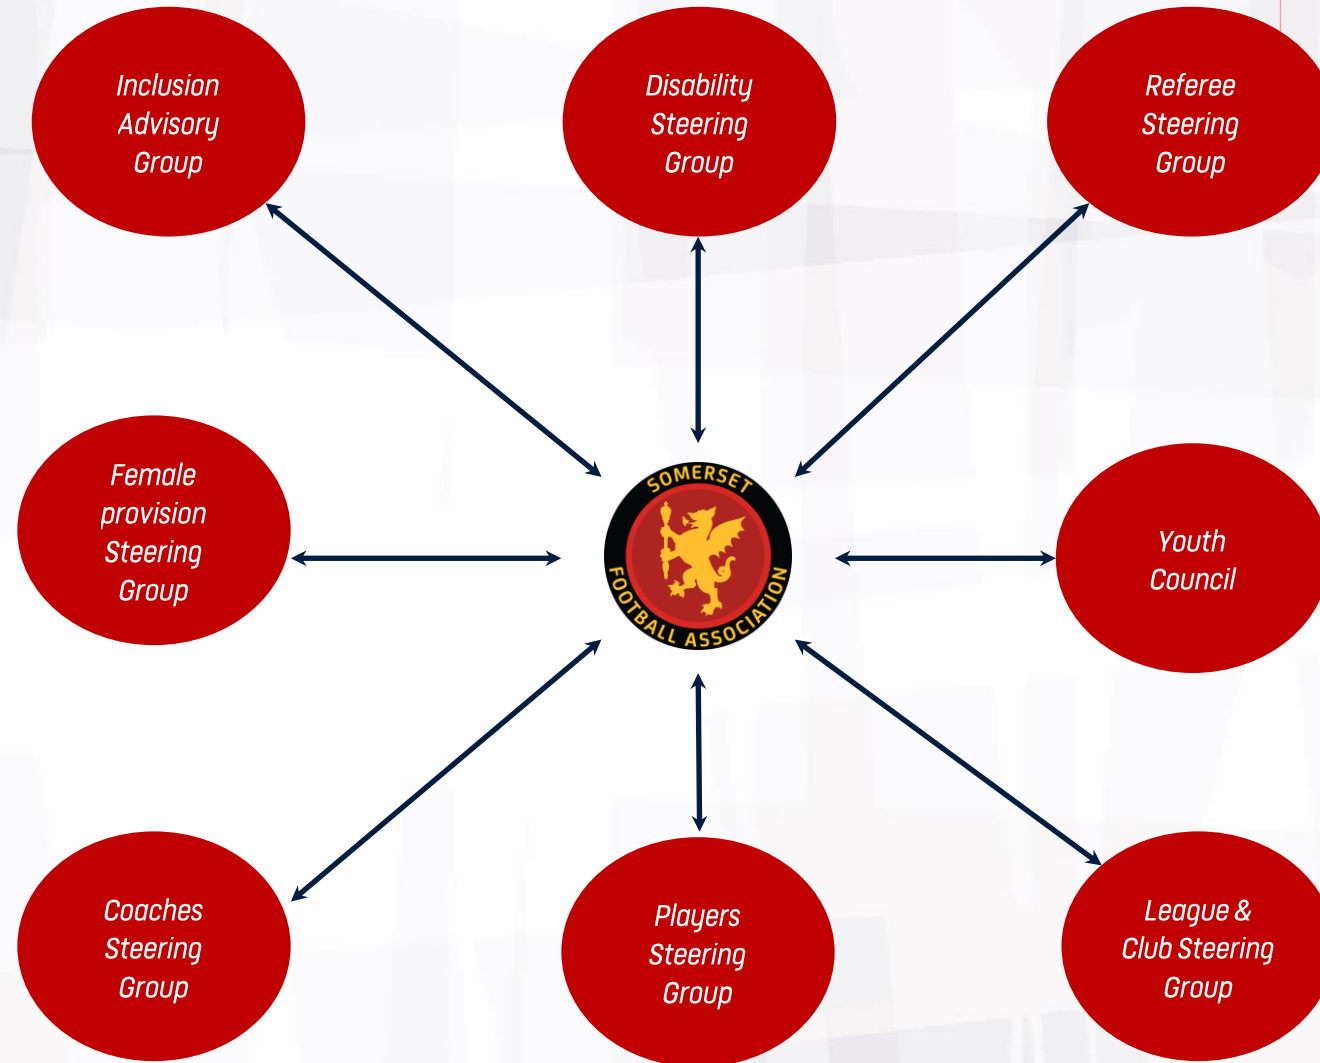 Inclusion
Advisory
Group
Disability
Steering
Group
Referee
Steering
Group
Female
provision
Steering
Group
SOMERSET
FOOTBALL ASSOCIATION
Youth
Council
Coaches
Steering
Group
Players
Steering
Group
League &
Club Steering
Group